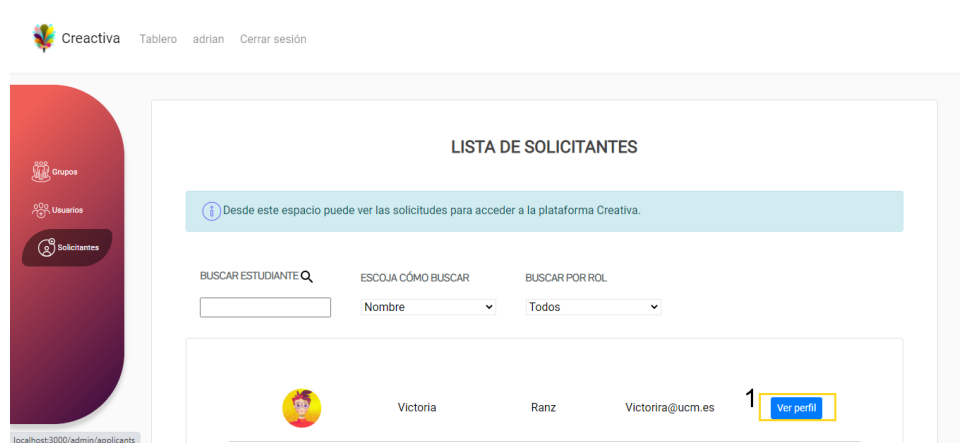 Creactiva Tablero adrian Cerrar sesión
LISTA DE SOLICITANTES
Grupos
Usuarios
Solicitantes
Desde este espacio puede ver las solicitudes para acceder a la plataforma Creativa.
BUSCAR ESTUDIANTE ESCOJA CÓMO BUSCAR BUSCAR POR ROL
Nombre Todos
Victoria Ranz Victorira@ucm.es 1 Ver perfil
localhost:3000/admin/applicants